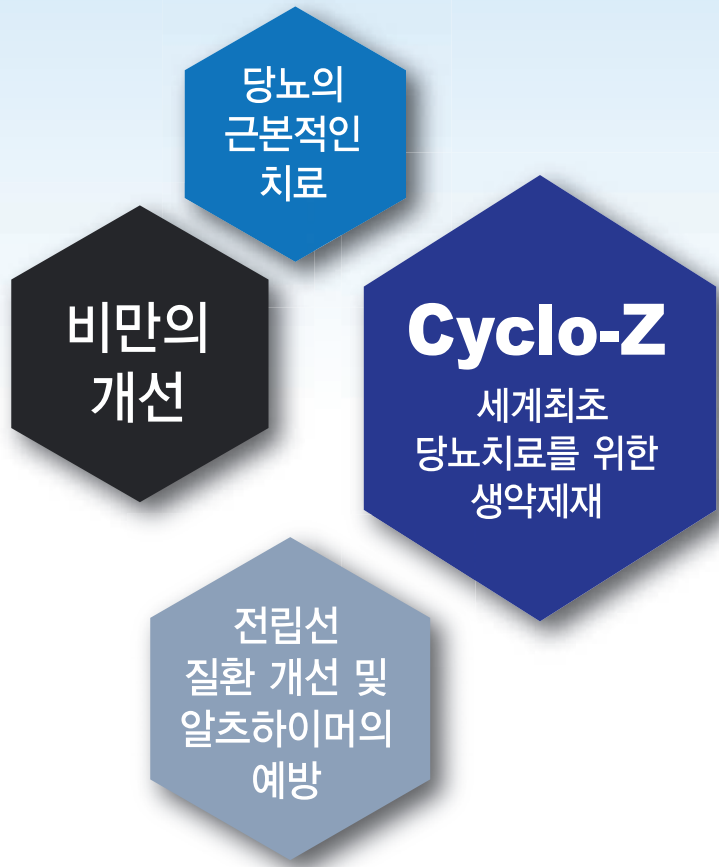 당뇨의
근본적인
치료
비만의
개선
Cyclo-Z
세계최초
당뇨치료를 위한
생약제재
전립선
질환 개선 및
알츠하이머의
예방